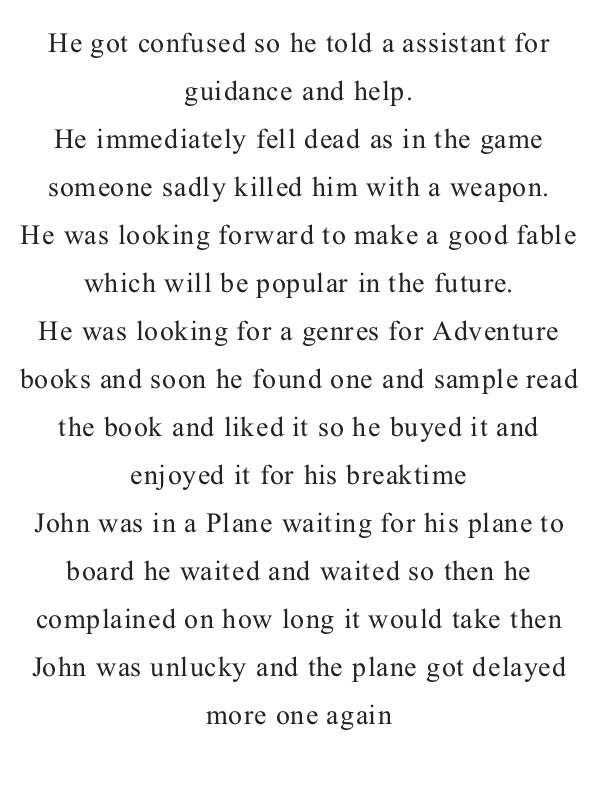 He got confused so he told a assistant for
guidance and help.
He immediately fell dead as in the game
someone sadly killed him with a weapon.
He was looking forward to make a good fable
which will be popular in the future.
He was looking for a genres for Adventure
books and soon he found one and sample read
the book and liked it so he buyed it and
enjoyed it for his breaktime
John was in a Plane waiting for his plane to
board he waited and waited so then he
complained on how long it would take then
John was unlucky and the plane got delayed
more one again